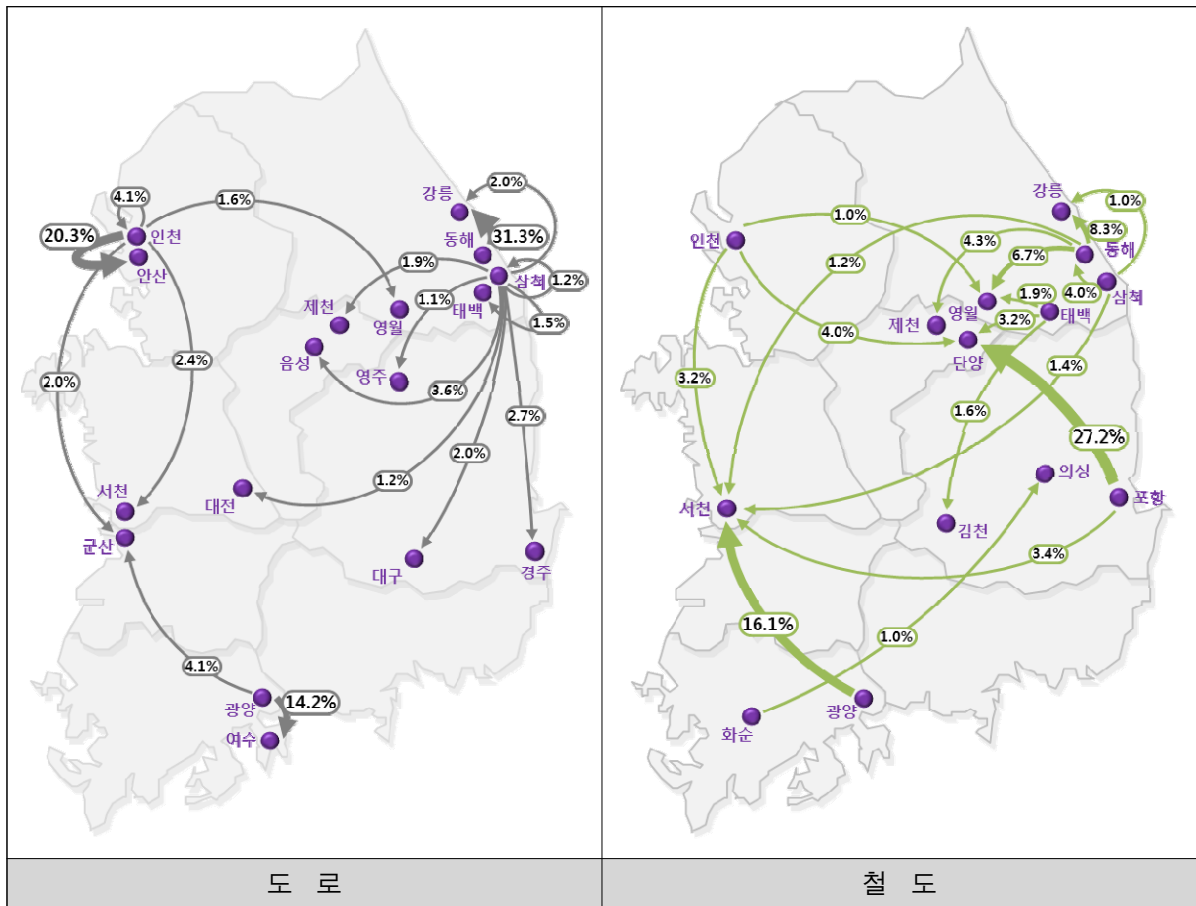 강릉
2.0%
4.1%
1.6%
20.3%
인천
31.3%
동해
안산
1.9%
삼척
1.2%
1.1%
태백
제천
영월
1.5%
음성
영주
2.4%
2.0%
3.6%
2.7%
2.0%
1.2%
서천
대전
군산
대구
경주
4.1%
광양
14.2%
여수
도 로
강릉
1.0%
1.0%
8.3%
인천
4.3%
동해
6.7%
1.2%
삼척
1.9%
4.0%
영월
태백
제천
3.2%
4.0%
단양
1.4%
3.2%
1.6%
27.2%
의성
포항
서천
김천
3.4%
16.1%
1.0%
광양
화순
철 도